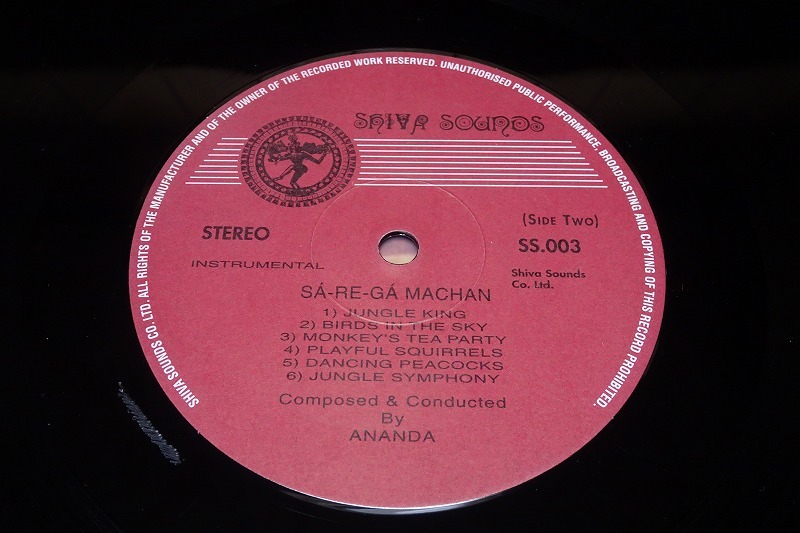 SHIVA SOUNDS CO. LTD. ALL RIGHTS OF THE MANUFACTURER AND OF THE OWNER OF THE RECORDED WORK RESERVED. UNAUTHORISED PUBLIC PERFORMANCE, BROADCASTING AND COPYING OF THIS RECORD PROHIBITED.
SHIVA SOUNDS
STEREO
(SIDE TWO)
SS.003
INSTRUMENTAL
Shiva Sounds
Co. Ltd.
SÁ-RE-GÁ MACHAN
1) JUNGLE KING
2) BIRDS IN THE SKY
3) MONKEY'S TEA PARTY
4) PLAYFUL SQUIRRELS
5) DANCING PEACOCKS
6) JUNGLE SYMPHONY
Composed & Conducted
By
ANANDA